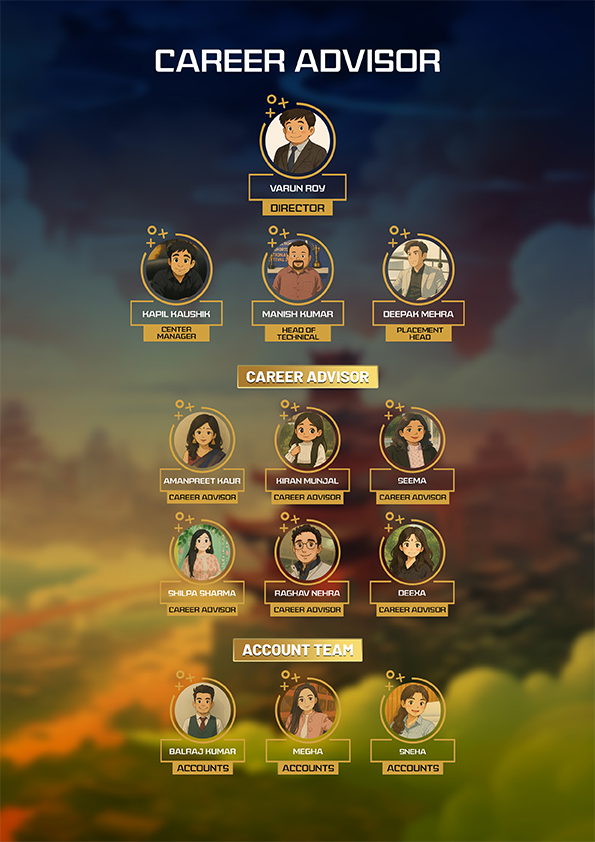 CAREER ADVISOR
VARUN ROY
DIRECTOR
KAPIL KAUSHIK
CENTER
MANAGER
MANISH KUMAR
HEAD OF
TECHNICAL
DEEPAK MEHRA
PLACEMENT
HEAD
CAREER ADVISOR
AMANPREET KAUR
CAREER ADVISOR
KIRAN MUNJAL
CAREER ADVISOR
SEEMA
CAREER ADVISOR
SHILPA SHARMA
CAREER ADVISOR
RAGHAV NEHRA
CAREER ADVISOR
DEEXA
CAREER ADVISOR
ACCOUNT TEAM
BALRAJ KUMAR
ACCOUNTS
MEGHA
ACCOUNTS
SNEHA
ACCOUNTS